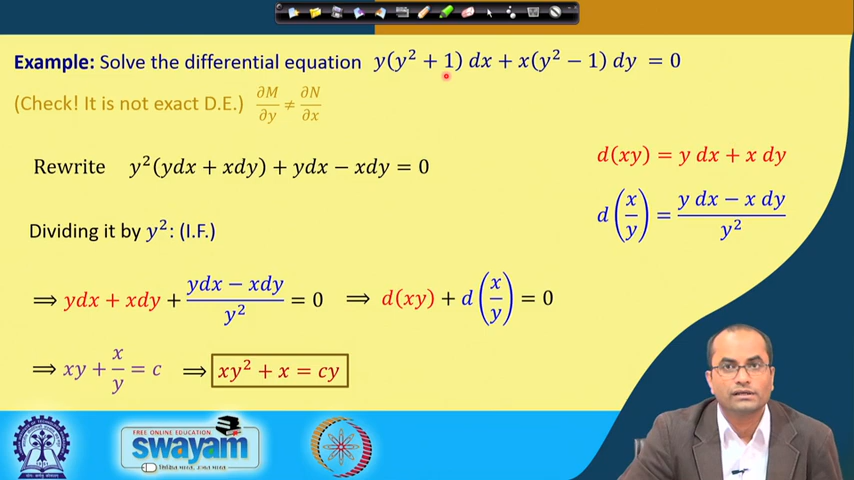 Example: Solve the differential equation y(y² + 1) dx + x(y² − 1) dy = 0
(Check! It is not exact D.E.) ∂M/∂y ≠ ∂N/∂x
Rewrite y²(ydx + xdy) + ydx − xdy = 0
d(xy) = y dx + x dy
d(x/y) = (y dx − x dy)/y²
Dividing it by y²: (I.F.)
⟹ ydx + xdy + (ydx − xdy)/y² = 0 ⟹ d(xy) + d(x/y) = 0
⟹ xy + x/y = c ⟹ xy² + x = cy
FREE ONLINE EDUCATION
swayam